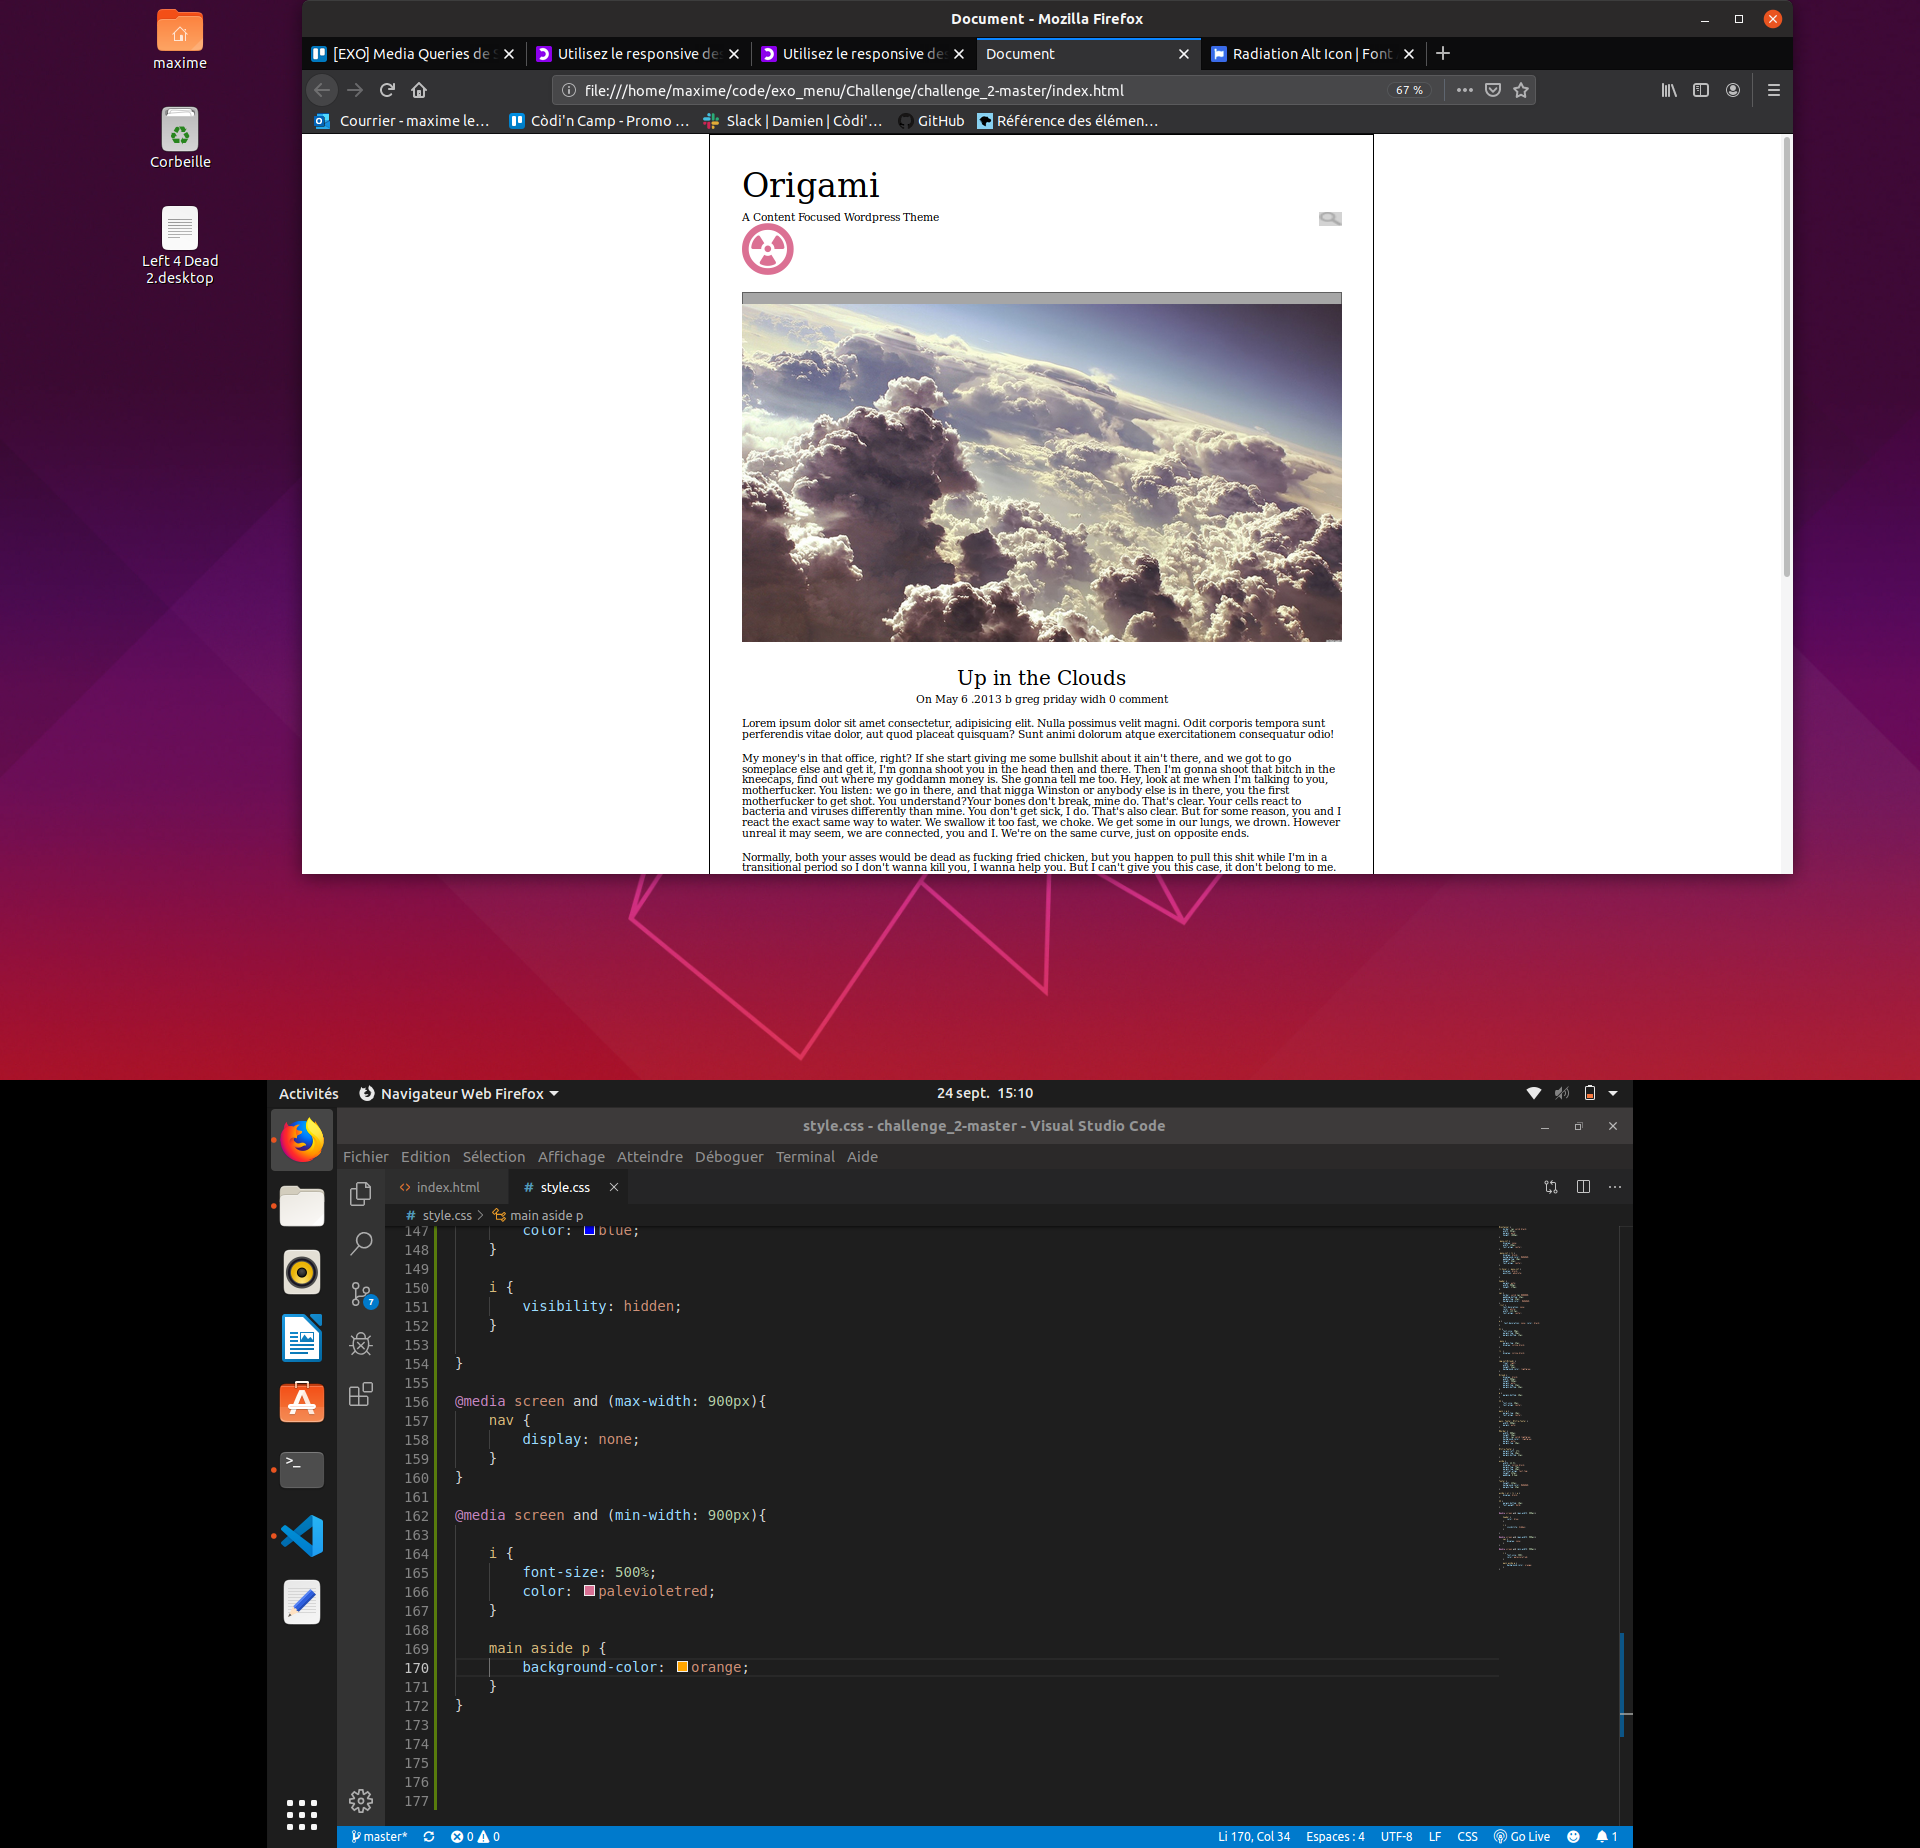 maxime
Corbeille
Left 4 Dead
2.desktop
Document - Mozilla Firefox
[EXO] Media Queries de
Utilisez le responsive de
Utilisez le responsive de
Document
Radiation Alt Icon | Font
file:///home/maxime/code/exo_menu/Challenge/challenge_2-master/index.html
67 %
Courrier - maxime le...
Còdi'n Camp - Promo ...
Slack | Damien | Còdi'...
GitHub
Référence des élémen...
Origami
A Content Focused Wordpress Theme
Up in the Clouds
On May 6 .2013 b greg priday widh 0 comment
Lorem ipsum dolor sit amet consectetur, adipisicing elit. Nulla possimus velit magni. Odit corporis tempora sunt
perferendis vitae dolor, aut quod placeat quisquam? Sunt animi dolorum atque exercitationem consequatur odio!
My money's in that office, right? If she start giving me some bullshit about it ain't there, and we got to go
someplace else and get it, I'm gonna shoot you in the head then and there. Then I'm gonna shoot that bitch in the
kneecaps, find out where my goddamn money is. She gonna tell me too. Hey, look at me when I'm talking to you,
motherfucker. You listen: we go in there, and that nigga Winston or anybody else is in there, you the first
motherfucker to get shot. You understand?Your bones don't break, mine do. That's clear. Your cells react to
bacteria and viruses differently than mine. You don't get sick, I do. That's also clear. But for some reason, you and I
react the exact same way to water. We swallow it too fast, we choke. We get some in our lungs, we drown. However
unreal it may seem, we are connected, you and I. We're on the same curve, just on opposite ends.
Normally, both your asses would be dead as fucking fried chicken, but you happen to pull this shit while I'm in a
transitional period so I don't wanna kill you, I wanna help you. But I can't give you this case, it don't belong to me.
Activités
Navigateur Web Firefox
24 sept. 15:10
style.css - challenge_2-master - Visual Studio Code
Fichier Edition Sélection Affichage Atteindre Déboguer Terminal Aide
index.html
# style.css
# style.css > main aside p
147 color: blue;
148 }
149
150 i {
151 visibility: hidden;
152 }
153
154 }
155
156 @media screen and (max-width: 900px){
157 nav {
158 display: none;
159 }
160 }
161
162 @media screen and (min-width: 900px){
163
164 i {
165 font-size: 500%;
166 color: palevioletred;
167 }
168
169 main aside p {
170 background-color: orange;
171 }
172 }
173
174
175
176
177
7
master* 0 0
Li 170, Col 34 Espaces : 4 UTF-8 LF CSS Go Live 1